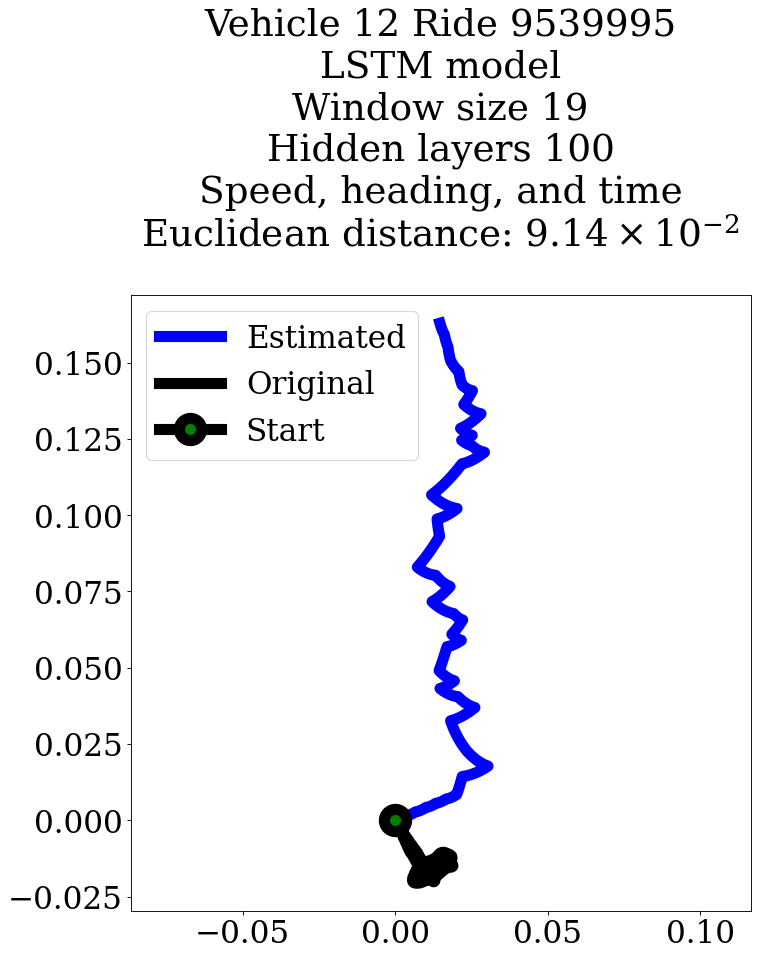 Vehicle 12 Ride 9539995
LSTM model
Window size 19
Hidden layers 100
Speed, heading, and time
Euclidean distance: 9.14 × 10⁻²
Estimated
Original
Start
0.150
0.125
0.100
0.075
0.050
0.025
0.000
−0.025
−0.05 0.00 0.05 0.10